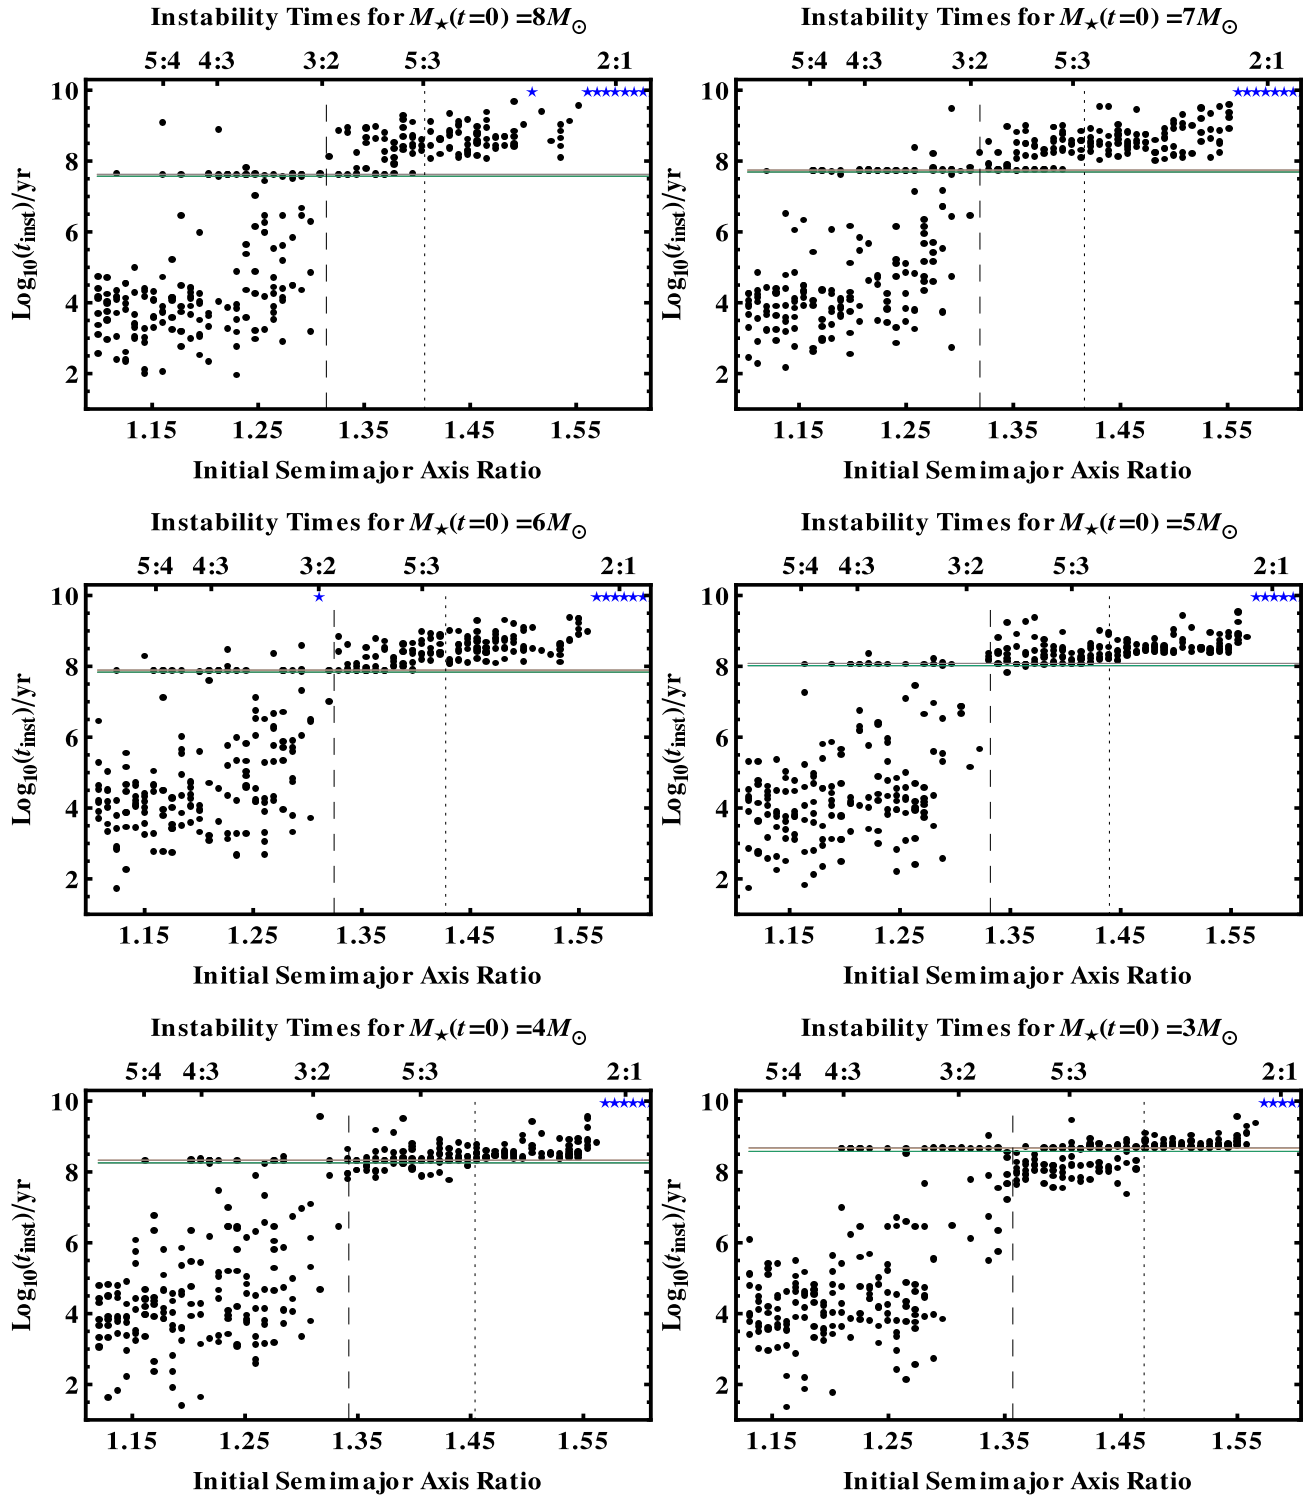 Instability Times for M★(t=0) =8M⊙
5:4 4:3 3:2 5:3
10
8
6
4
2
Log10(tinst)/yr
1.15 1.25 1.35 1.45 1.55
Initial Semimajor Axis Ratio
Instability Times for M★(t=0) =7M⊙
5:4 4:3 3:2 5:3 2:1
10
8
6
4
2
Log10(tinst)/yr
1.15 1.25 1.35 1.45 1.55
Initial Semimajor Axis Ratio
Instability Times for M★(t=0) =6M⊙
5:4 4:3 3:2 5:3 2:1
10
8
6
4
2
Log10(tinst)/yr
1.15 1.25 1.35 1.45 1.55
Initial Semimajor Axis Ratio
Instability Times for M★(t=0) =5M⊙
5:4 4:3 3:2 5:3 2:1
10
8
6
4
2
Log10(tinst)/yr
1.15 1.25 1.35 1.45 1.55
Initial Semimajor Axis Ratio
Instability Times for M★(t=0) =4M⊙
5:4 4:3 3:2 5:3 2:1
10
8
6
4
2
Log10(tinst)/yr
1.15 1.25 1.35 1.45 1.55
Initial Semimajor Axis Ratio
Instability Times for M★(t=0) =3M⊙
5:4 4:3 3:2 5:3 2:1
10
8
6
4
2
Log10(tinst)/yr
1.15 1.25 1.35 1.45 1.55
Initial Semimajor Axis Ratio